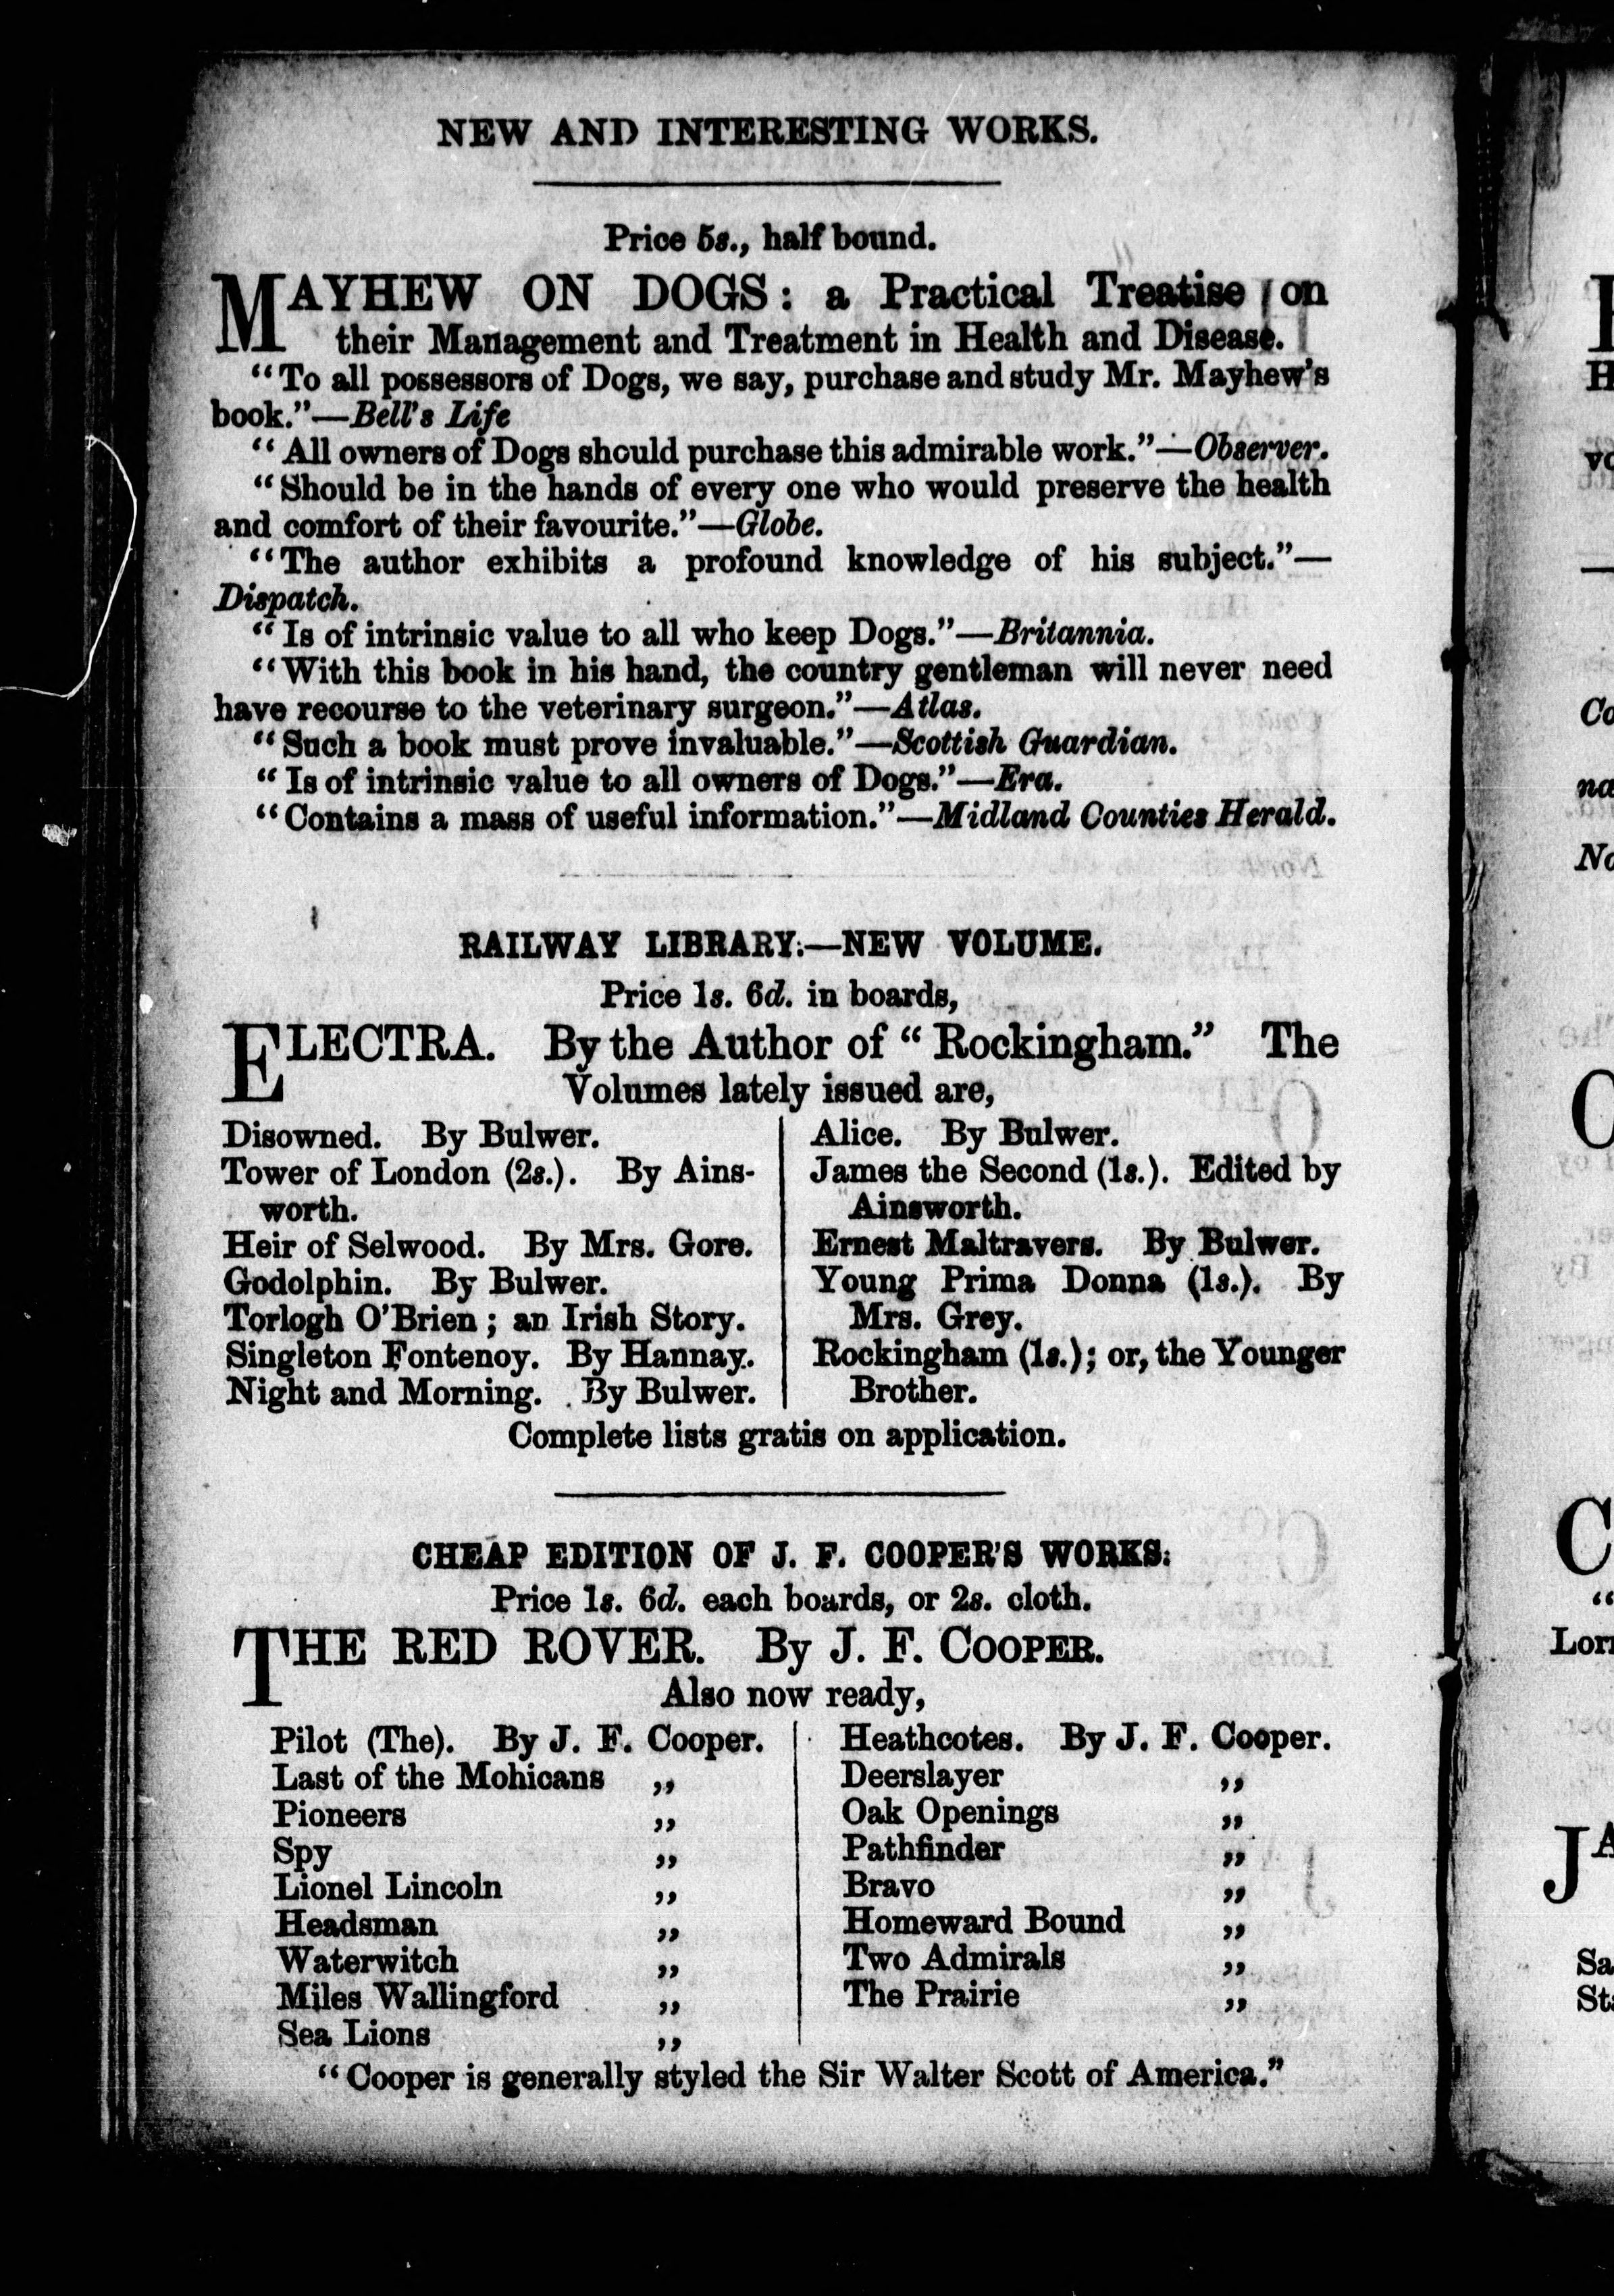 NEW AND INTERESTING WORKS.
Price 5s., half bound.
MAYHEW ON DOGS: a Practical Treatise on
their Management and Treatment in Health and Disease.
"To all possessors of Dogs, we say, purchase and study Mr. Mayhew's
book."—Bell's Life
"All owners of Dogs should purchase this admirable work."—Observer.
"Should be in the hands of every one who would preserve the health
and comfort of their favourite."—Globe.
"The author exhibits a profound knowledge of his subject."—
Dispatch.
"Is of intrinsic value to all who keep Dogs."—Britannia.
"With this book in his hand, the country gentleman will never need
have recourse to the veterinary surgeon."—Atlas.
"Such a book must prove invaluable."—Scottish Guardian.
"Is of intrinsic value to all owners of Dogs."—Era.
"Contains a mass of useful information."—Midland Counties Herald.
RAILWAY LIBRARY.—NEW VOLUME.
Price 1s. 6d. in boards,
ELECTRA. By the Author of "Rockingham." The
Volumes lately issued are,
Disowned. By Bulwer.
Tower of London (2s.). By Ains-
worth.
Heir of Selwood. By Mrs. Gore.
Godolphin. By Bulwer.
Torlogh O'Brien; an Irish Story.
Singleton Fontenoy. By Hannay.
Night and Morning. By Bulwer.
Alice. By Bulwer.
James the Second (1s.). Edited by
Ainsworth.
Ernest Maltravers. By Bulwer.
Young Prima Donna (1s.). By
Mrs. Grey.
Rockingham (1s.); or, the Younger
Brother.
Complete lists gratis on application.
CHEAP EDITION OF J. F. COOPER'S WORKS.
Price 1s. 6d. each boards, or 2s. cloth.
THE RED ROVER. By J. F. COOPER.
Also now ready,
Pilot (The). By J. F. Cooper.
Last of the Mohicans ,,
Pioneers ,,
Spy ,,
Lionel Lincoln ,,
Headsman ,,
Waterwitch ,,
Miles Wallingford ,,
Sea Lions ,,
Heathcotes. By J. F. Cooper.
Deerslayer ,,
Oak Openings ,,
Pathfinder ,,
Bravo ,,
Homeward Bound ,,
Two Admirals ,,
The Prairie ,,
"Cooper is generally styled the Sir Walter Scott of America."